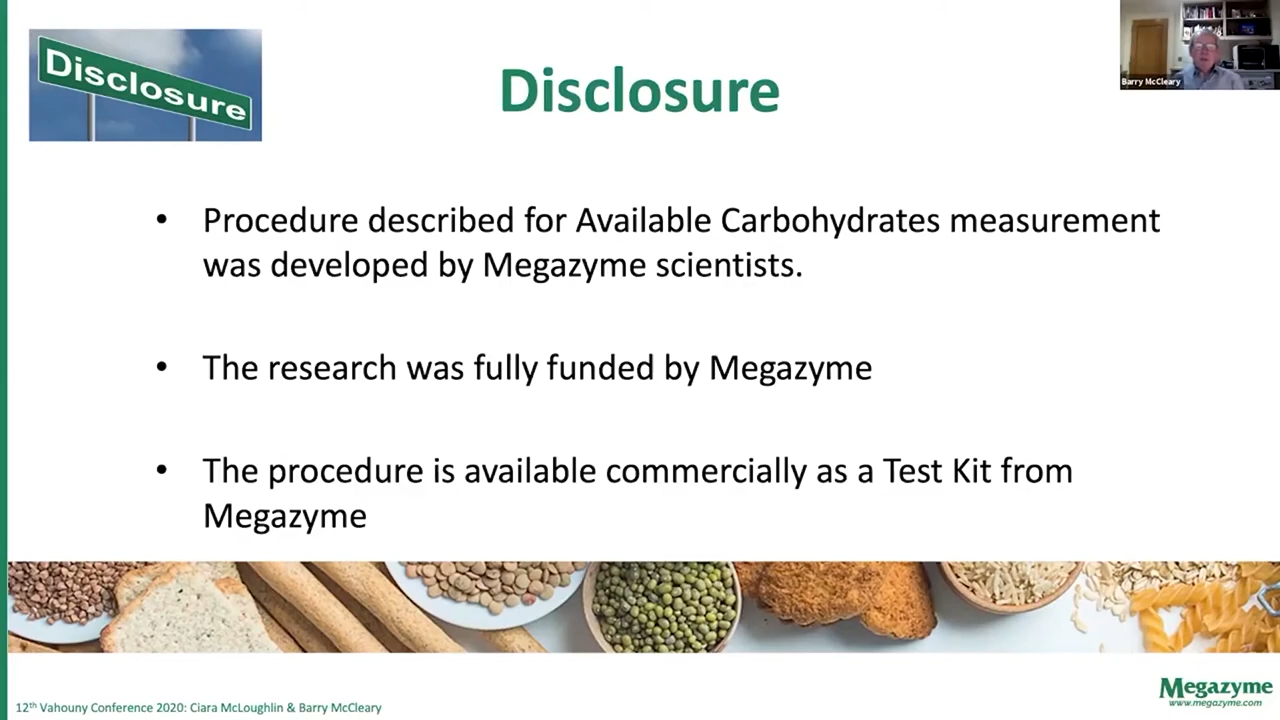 Disclosure
Disclosure
Barry McCleary
• Procedure described for Available Carbohydrates measurement
was developed by Megazyme scientists.
• The research was fully funded by Megazyme
• The procedure is available commercially as a Test Kit from
Megazyme
12th Vahouny Conference 2020: Ciara McLoughlin & Barry McCleary
Megazyme
www.megazyme.com